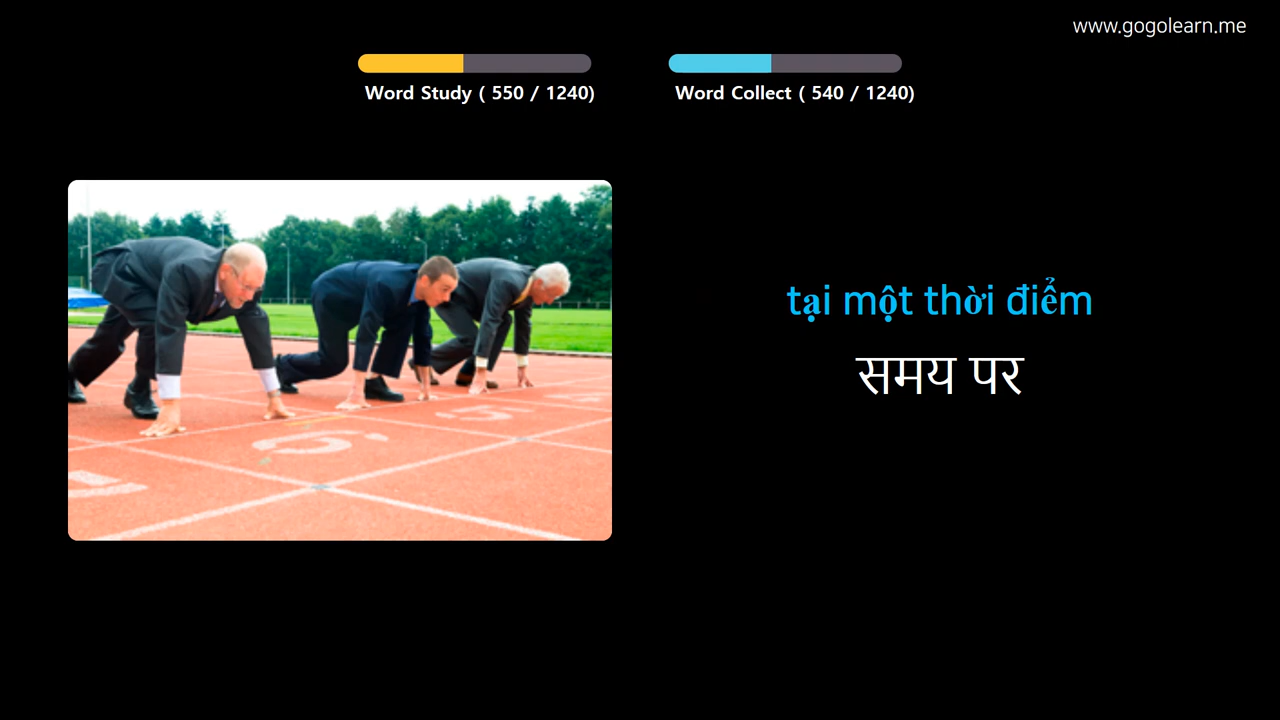 www.gogolearn.me
Word Study ( 550 / 1240)
Word Collect ( 540 / 1240)
tại một thời điểm
समय पर